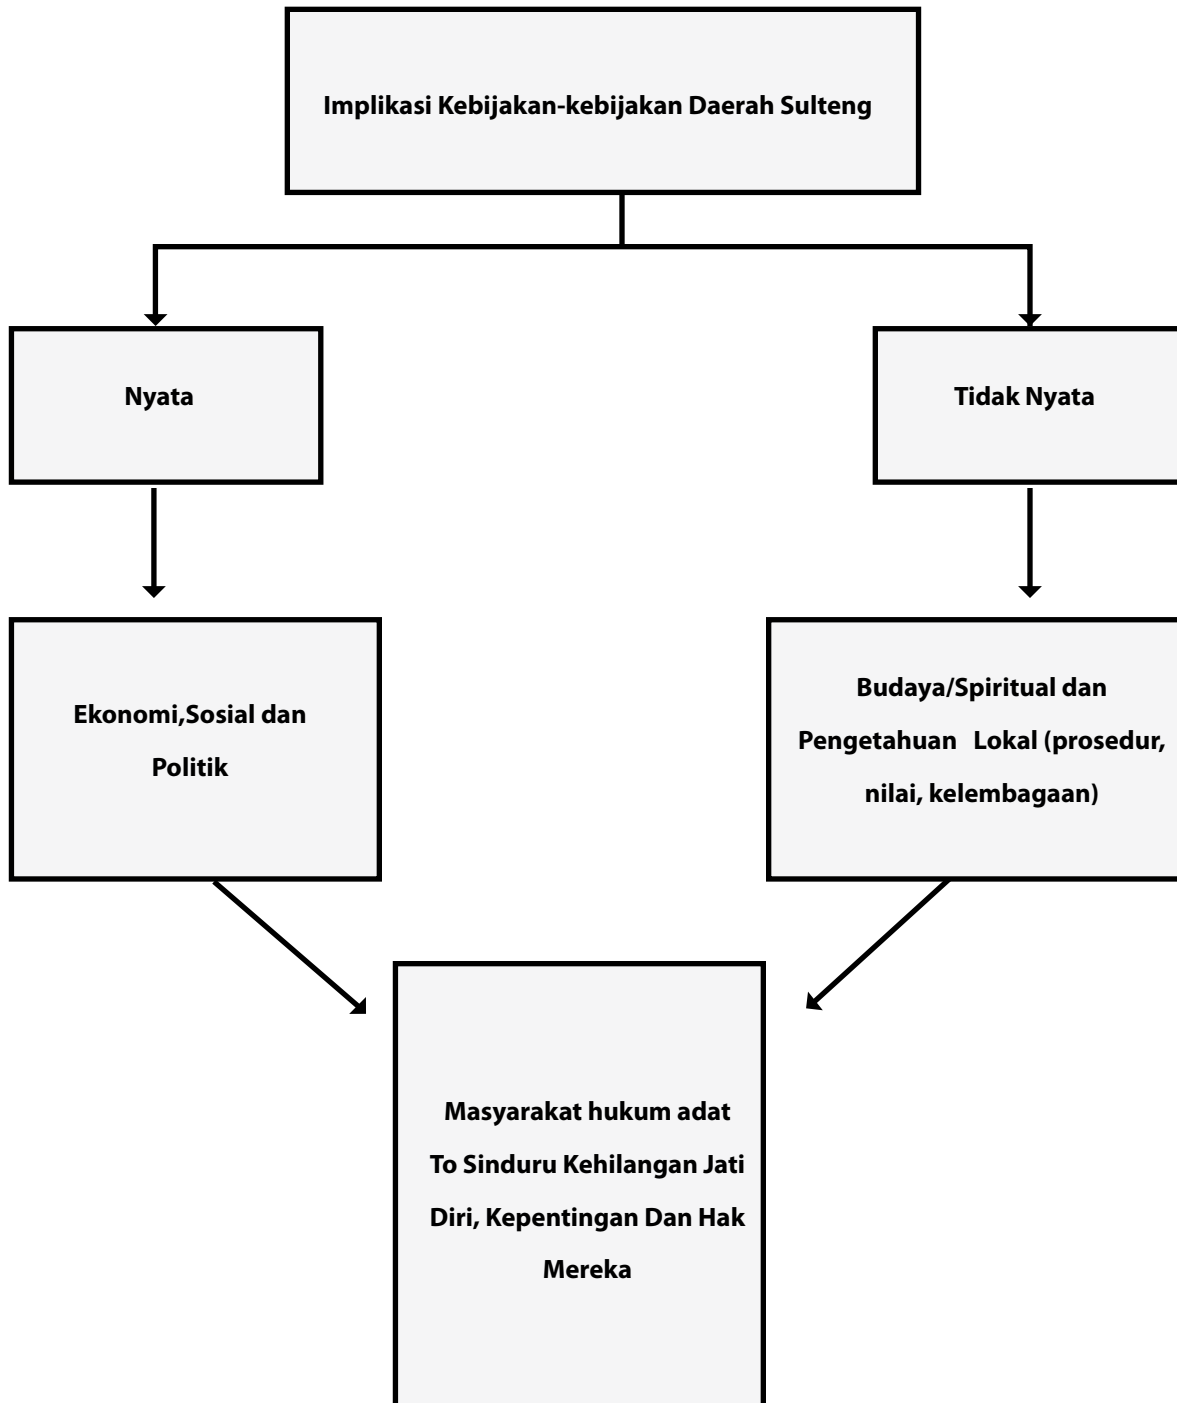 Implikasi Kebijakan-kebijakan Daerah Sulteng
Nyata
Tidak Nyata
Ekonomi,Sosial dan
Politik
Budaya/Spiritual dan
Pengetahuan Lokal (prosedur,
nilai, kelembagaan)
Masyarakat hukum adat
To Sinduru Kehilangan Jati
Diri, Kepentingan Dan Hak
Mereka